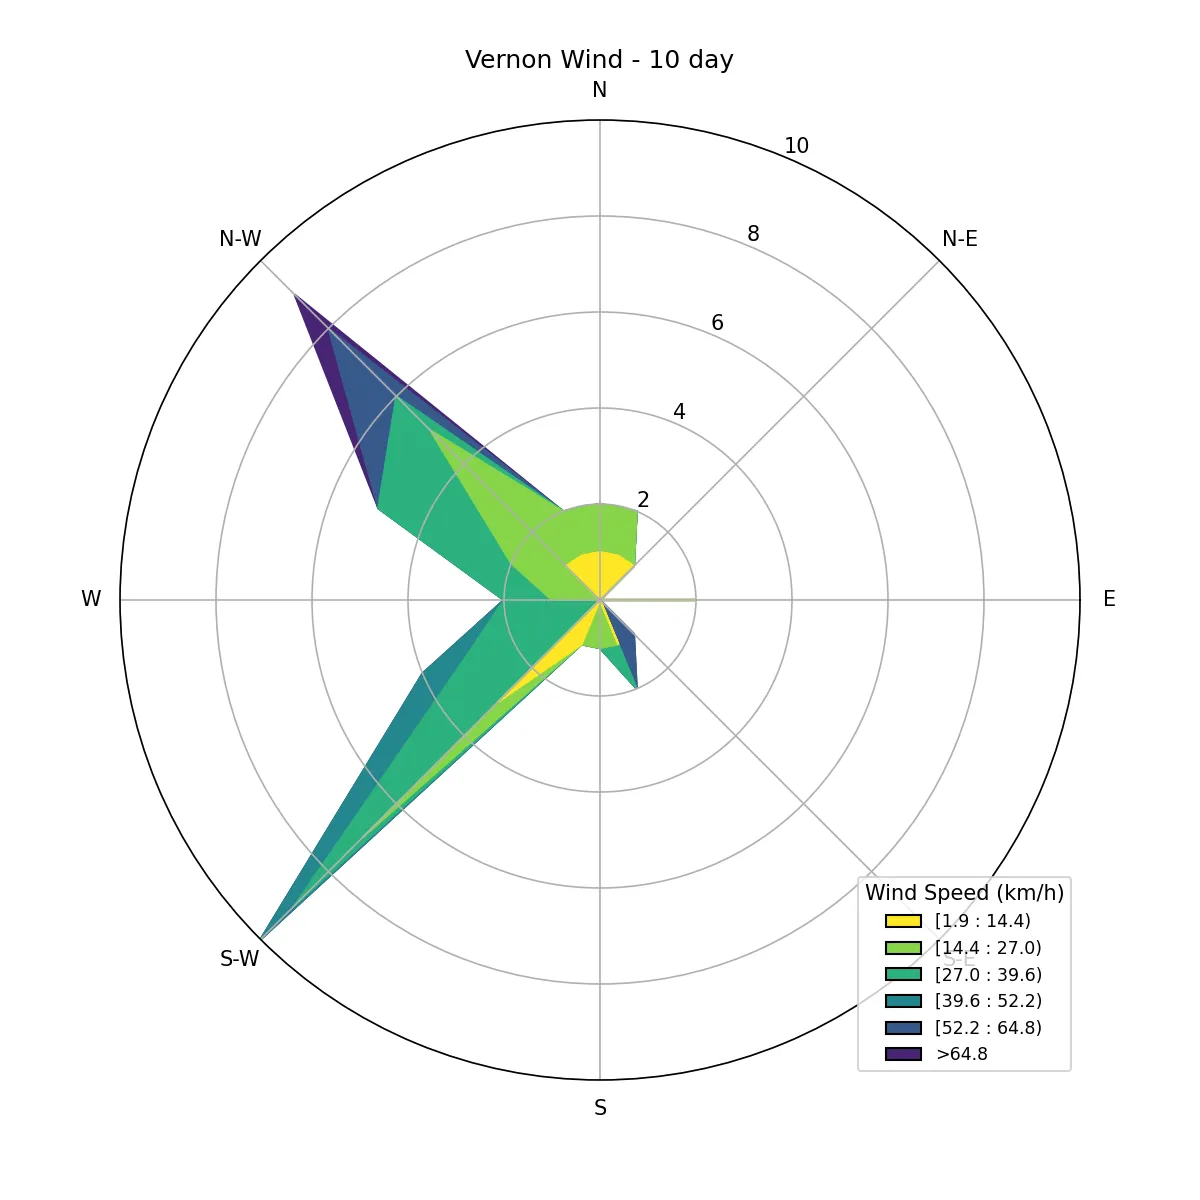 Vernon Wind - 10 day
N
10
N-W
N-E
8
6
4
2
W
E
Wind Speed (km/h)
[1.9 : 14.4)
[14.4 : 27.0)
S-W
S-E
[27.0 : 39.6)
[39.6 : 52.2)
[52.2 : 64.8)
>64.8
S